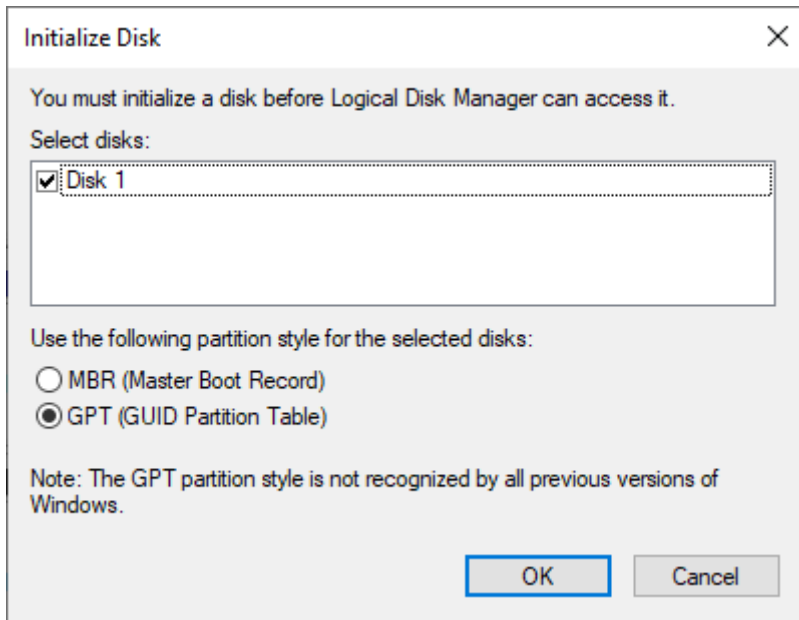 Initialize Disk
You must initialize a disk before Logical Disk Manager can access it.
Select disks:
Disk 1
Use the following partition style for the selected disks:
MBR (Master Boot Record)
GPT (GUID Partition Table)
Note: The GPT partition style is not recognized by all previous versions of
Windows.
OK
Cancel